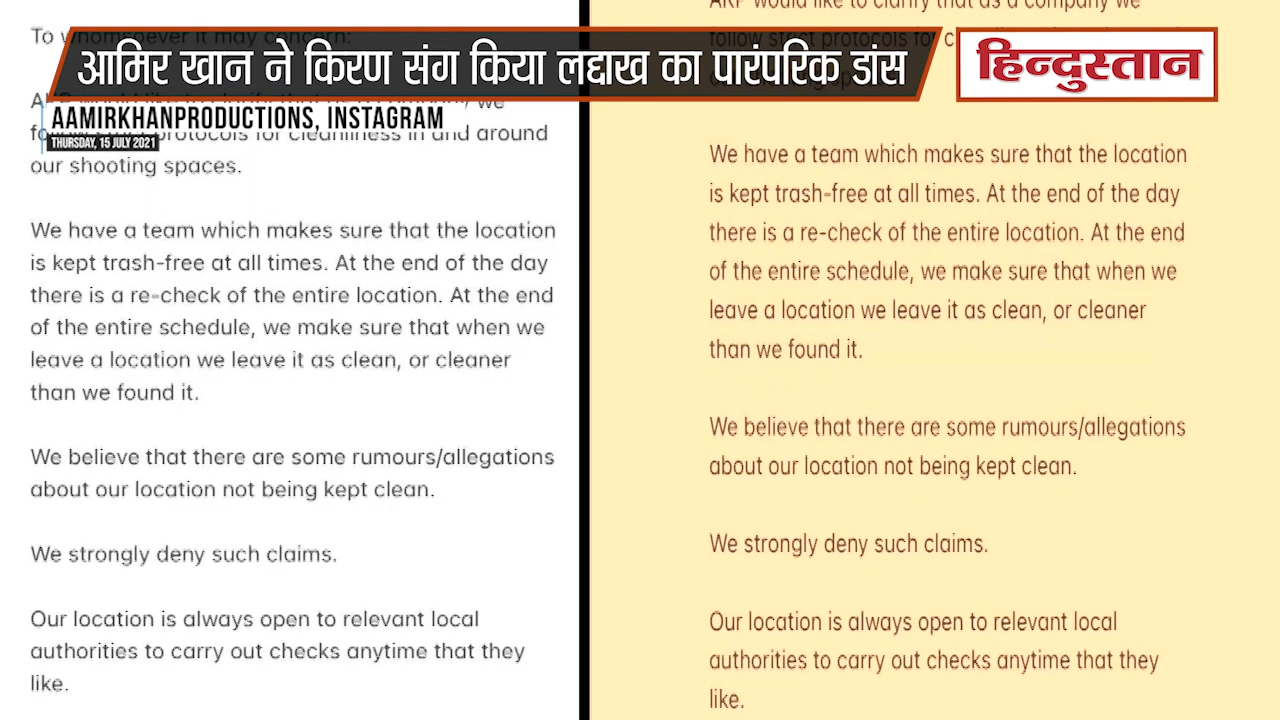 आमिर खान ने किरण संग किया लद्दाख का पारंपरिक डांस
हिन्दुस्तान
AAMIRKHANPRODUCTIONS, INSTAGRAM
THURSDAY, 15 JULY 2021
To whomsoever it may concern:
we
protocols for cleanliness in and around
our shooting spaces.
We have a team which makes sure that the location
is kept trash-free at all times. At the end of the day
there is a re-check of the entire location. At the end
of the entire schedule, we make sure that when we
leave a location we leave it as clean, or cleaner
than we found it.
We believe that there are some rumours/allegations
about our location not being kept clean.
We strongly deny such claims.
Our location is always open to relevant local
authorities to carry out checks anytime that they
like.
AKP would like to clarify that as a company we
follow strict protocols for
We have a team which makes sure that the location
is kept trash-free at all times. At the end of the day
there is a re-check of the entire location. At the end
of the entire schedule, we make sure that when we
leave a location we leave it as clean, or cleaner
than we found it.
We believe that there are some rumours/allegations
about our location not being kept clean.
We strongly deny such claims.
Our location is always open to relevant local
authorities to carry out checks anytime that they
like.